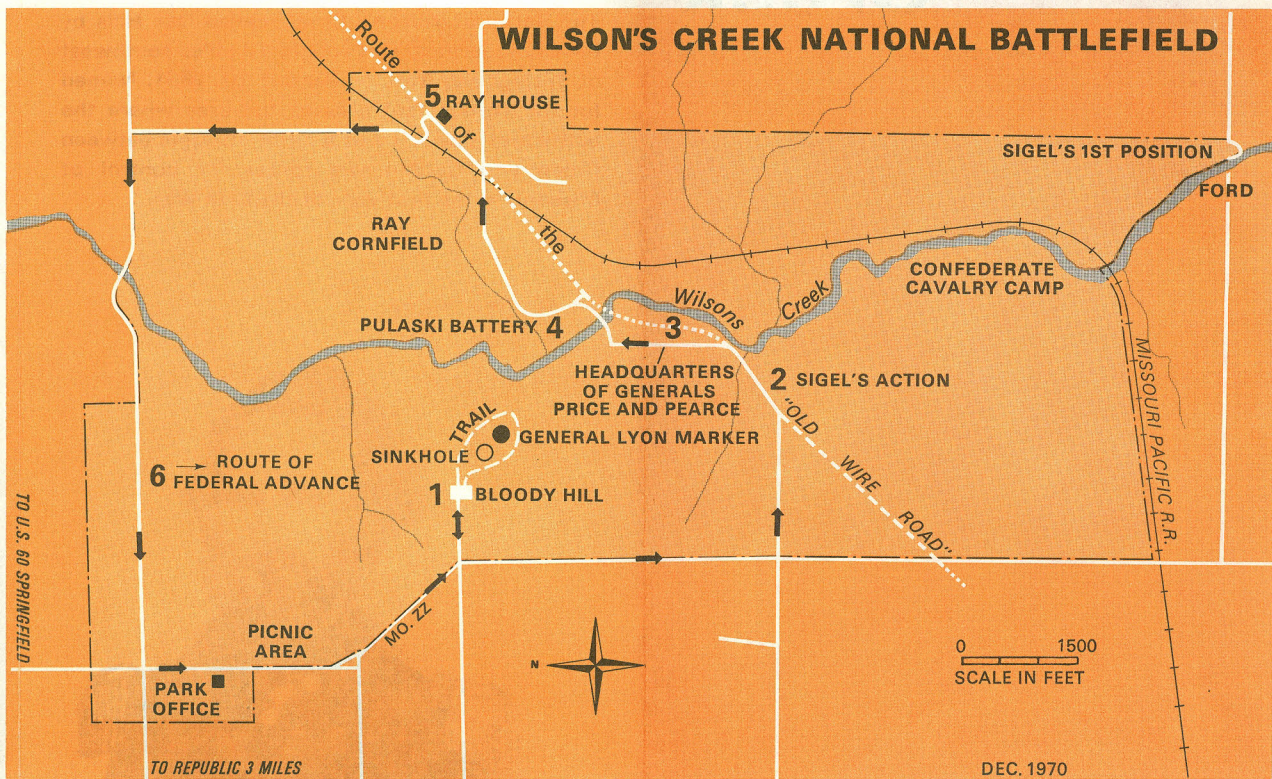 WILSON'S CREEK NATIONAL BATTLEFIELD
Route of the
5 RAY HOUSE
SIGEL'S 1ST POSITION
FORD
RAY
CORNFIELD
CONFEDERATE
CAVALRY CAMP
Wilsons Creek
PULASKI BATTERY 4
3
HEADQUARTERS
OF GENERALS
PRICE AND PEARCE
2 SIGEL'S ACTION
"OLD WIRE ROAD"
MISSOURI PACIFIC R.R.
TRAIL
GENERAL LYON MARKER
SINKHOLE
6 → ROUTE OF
FEDERAL ADVANCE
1 BLOODY HILL
TO U.S. 60 SPRINGFIELD
MO. ZZ
PICNIC
AREA
PARK
OFFICE
N
0 1500
SCALE IN FEET
TO REPUBLIC 3 MILES
DEC. 1970